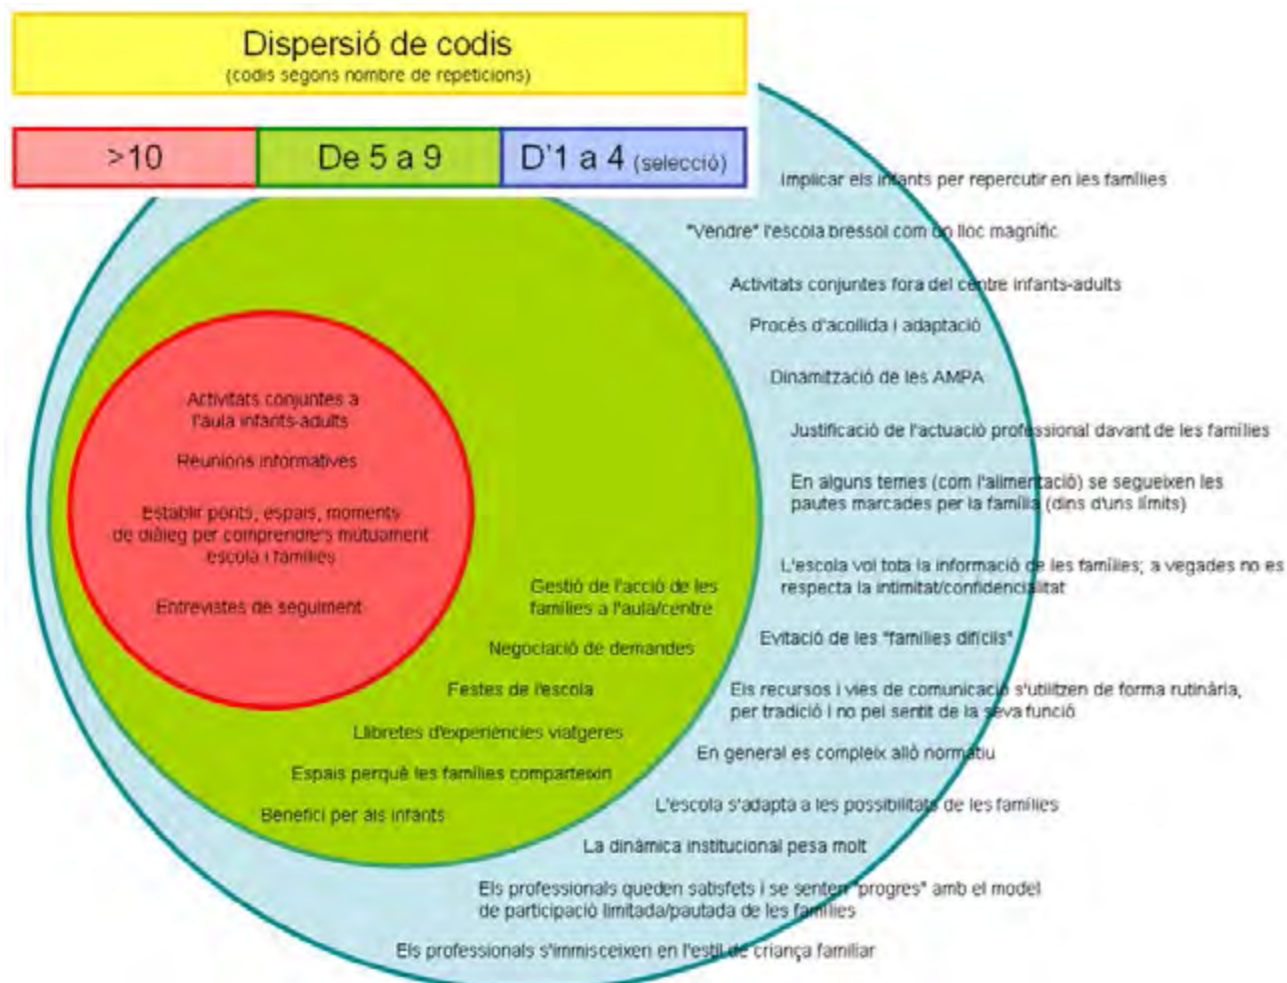 Dispersió de codis
(codis segons nombre de repeticions)
>10
De 5 a 9
D'1 a 4 (selecció)
Implicar els infants per repercutir en les famílies
"Vendre" l'escola bressol com un lloc magnífic
Activitats conjuntes fora del centre infants-adults
Procés d'acollida i adaptació
Dinamització de les AMPA
Justificació de l'actuació professional davant de les famílies
En alguns temes (com l'alimentació) se segueixen les
pautes marcades per la família (dins d'uns límits)
L'escola vol tota la informació de les famílies; a vegades no es
respecta la intimitat/confidencialitat
Evitació de les "famílies difícils"
Els recursos i vies de comunicació s'utilitzen de forma rutinària,
per tradició i no pel sentit de la seva funció
En general es compleix allò normatiu
L'escola s'adapta a les possibilitats de les famílies
La dinàmica institucional pesa molt
Els professionals queden satisfets i se senten "progres" amb el model
de participació limitada/pautada de les famílies
Els professionals s'immisceixen en l'estil de criança familiar
Activitats conjuntes a
l'aula infants-adults
Reunions informatives
Establir ponts, espais, moments
de diàleg per comprendre's mútuament
escola i famílies
Entrevistes de seguiment
Gestió de l'acció de les
famílies a l'aula/centre
Negociació de demandes
Festes de l'escola
Llibretes d'experiències viatgeres
Espais perquè les famílies comparteixin
Benefici per als infants